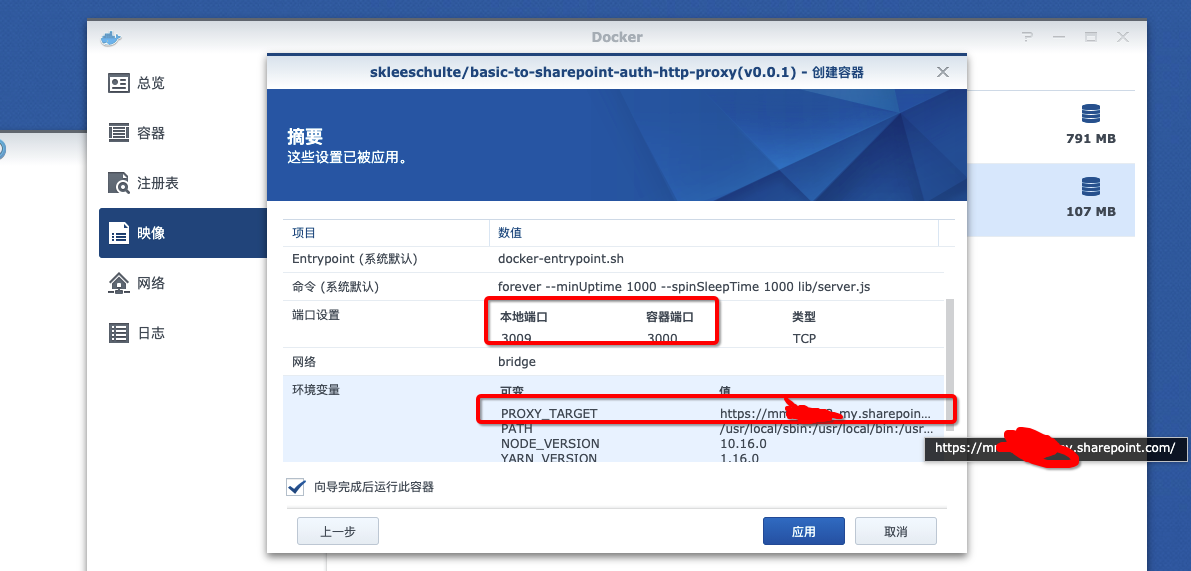 Docker
总览
容器
注册表
映像
网络
日志
791 MB
107 MB
skleeschulte/basic-to-sharepoint-auth-http-proxy(v0.0.1) - 创建容器
摘要
这些设置已被应用。
项目 数值
Entrypoint (系统默认) docker-entrypoint.sh
命令 (系统默认) forever --minUptime 1000 --spinSleepTime 1000 lib/server.js
端口设置 本地端口 容器端口 类型
3009 3000 TCP
网络 bridge
环境变量 可变 值
PROXY_TARGET https://m my.sharepoin...
PATH /usr/local/sbin:/usr/local/bin:/usr...
NODE_VERSION 10.16.0
YARN_VERSION 1.16.0
https://m y.sharepoint.com/
向导完成后运行此容器
上一步 应用 取消